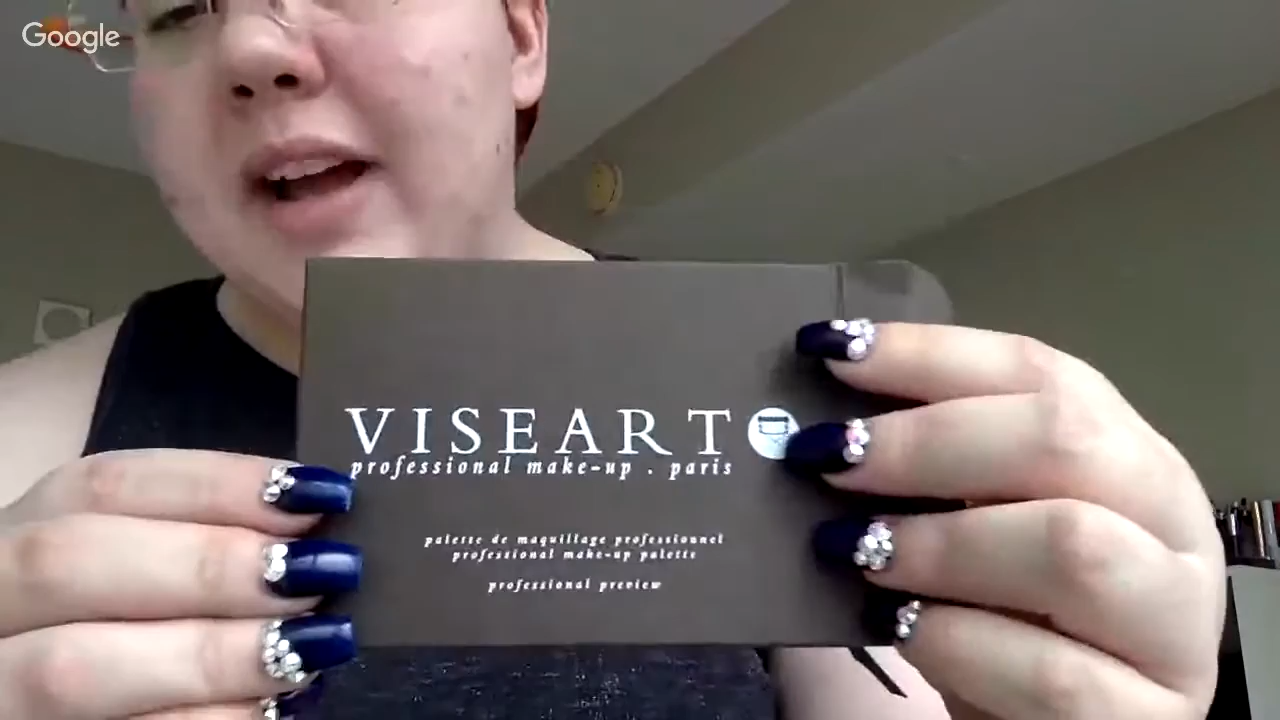 Google
VISEART
professional make-up . paris
palette de maquillage professionnel
professional make-up palette
professional preview